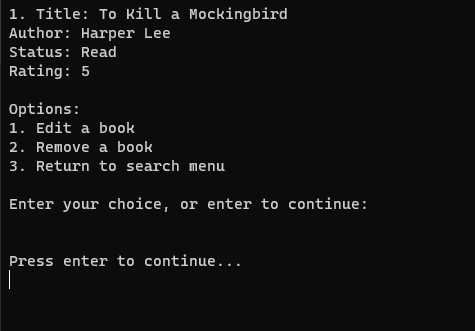 1. Title: To Kill a Mockingbird
Author: Harper Lee
Status: Read
Rating: 5
Options:
1. Edit a book
2. Remove a book
3. Return to search menu
Enter your choice, or enter to continue:
Press enter to continue...